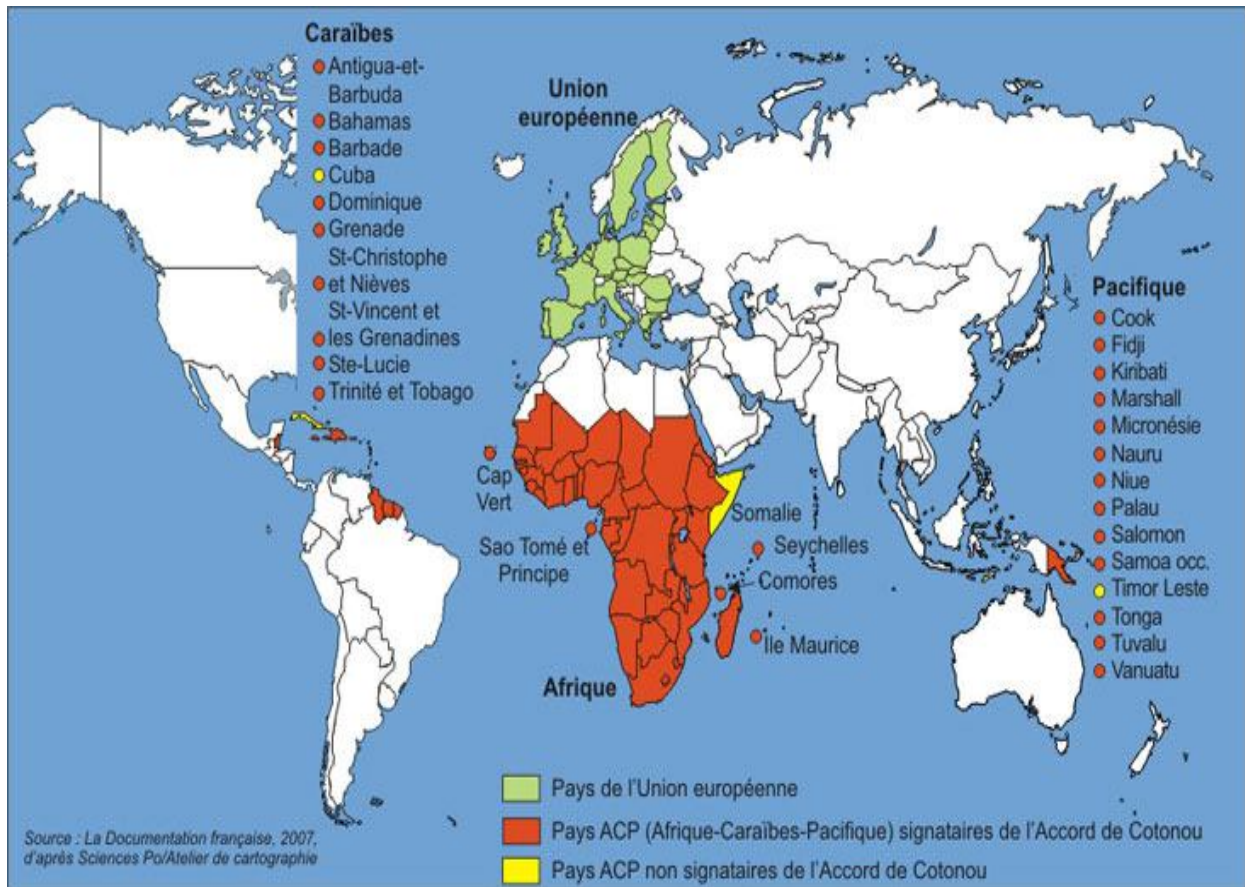 Caraïbes
Antigua-et-
Barbuda
Bahamas
Barbade
Cuba
Dominique
Grenade
St-Christophe
et Nièves
St-Vincent et
les Grenadines
Ste-Lucie
Trinité et Tobago
Union
européenne
Pacifique
Cook
Fidji
Kiribati
Marshall
Micronésie
Nauru
Niue
Palau
Salomon
Samoa occ.
Timor Leste
Tonga
Tuvalu
Vanuatu
Cap
Vert
Somalie
Sao Tomé et
Principe
Seychelles
Comores
Ile Maurice
Afrique
Pays de l'Union européenne
Pays ACP (Afrique-Caraïbes-Pacifique) signataires de l'Accord de Cotonou
Pays ACP non signataires de l'Accord de Cotonou
Source : La Documentation française, 2007,
d'après Sciences Po/Atelier de cartographie